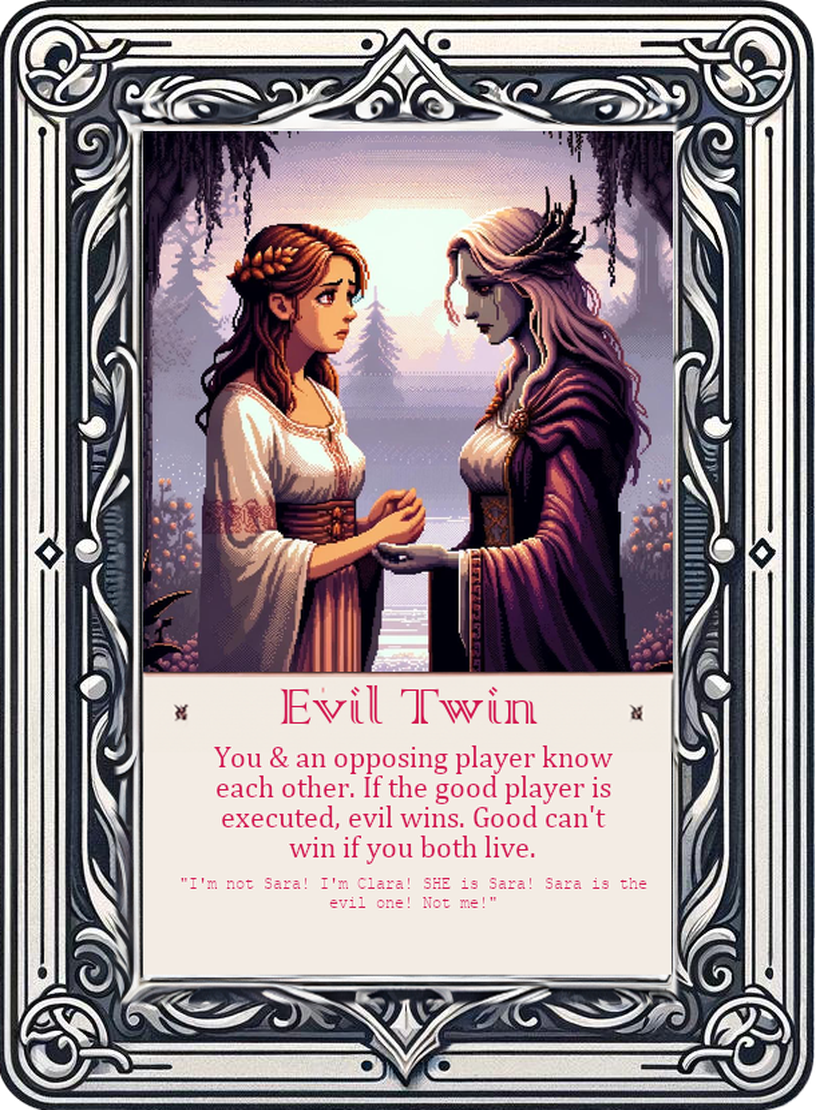 Evil Twin
You & an opposing player know
each other. If the good player is
executed, evil wins. Good can't
win if you both live.
"I'm not Sara! I'm Clara! SHE is Sara! Sara is the
evil one! Not me!"